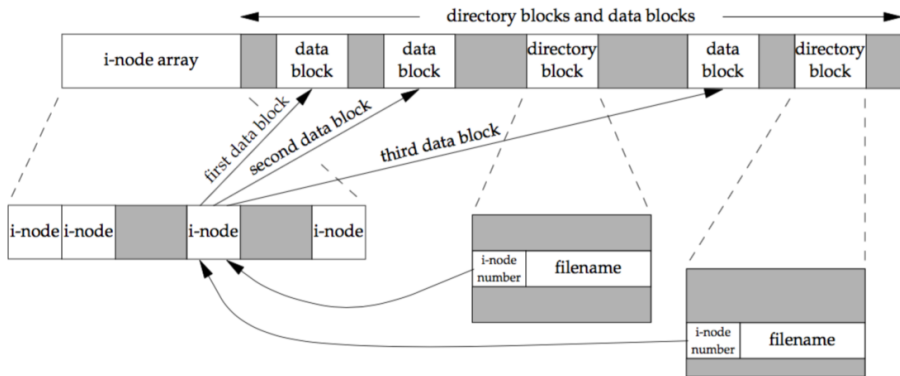 directory blocks and data blocks
i-node array
data
block
data
block
directory
block
data
block
directory
block
first data block
second data block
third data block
i-node
i-node
i-node
i-node
i-node
number
filename
i-node
number
filename